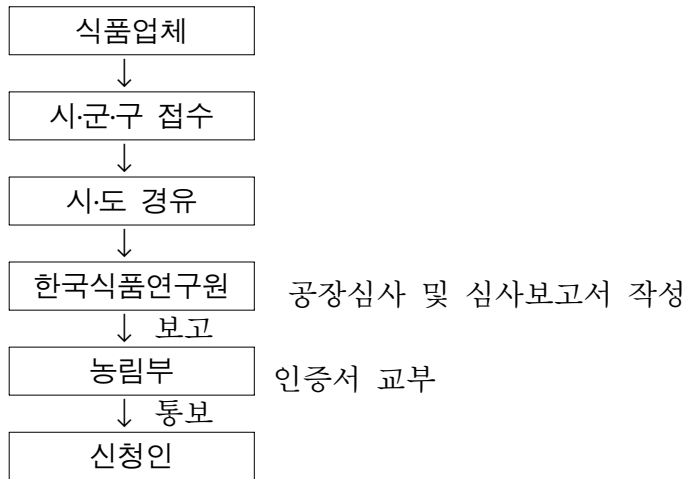 식품업체
↓
시·군·구 접수
↓
시·도 경유
↓
한국식품연구원 공장심사 및 심사보고서 작성
↓ 보고
농림부 인증서 교부
↓ 통보
신청인